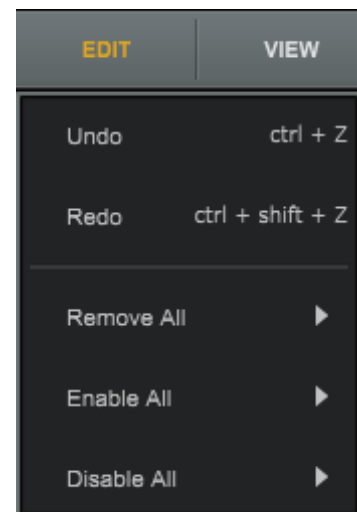 EDIT VIEW
Undo ctrl + Z
Redo ctrl + shift + Z
Remove All
Enable All
Disable All